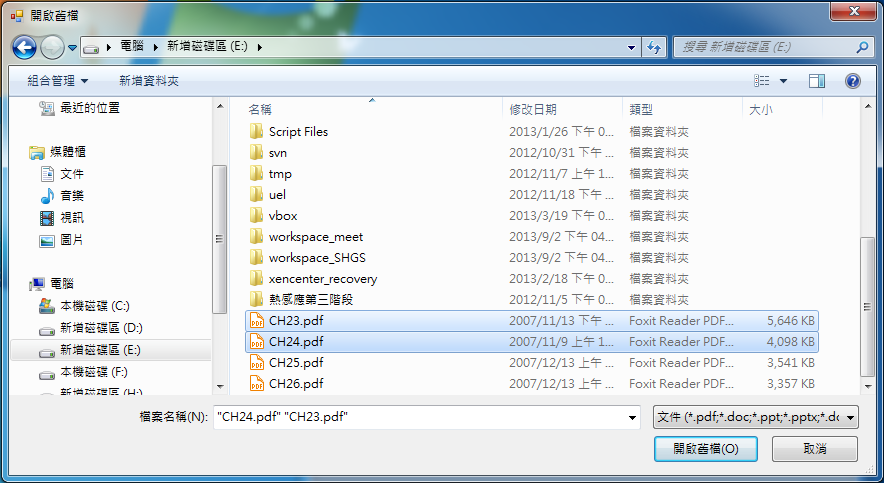 開啟舊檔
電腦 新增磁碟區 (E:)
搜尋 新增磁碟區 (E:)
組合管理 新增資料夾
最近的位置
媒體櫃
文件
音樂
視訊
圖片
電腦
本機磁碟 (C:)
新增磁碟區 (D:)
新增磁碟區 (E:)
本機磁碟 (F:)
新增磁碟區 (H:)
名稱 修改日期 類型 大小
Script Files 2013/1/26 下午 0... 檔案資料夾
svn 2012/10/31 下午 ... 檔案資料夾
tmp 2012/11/7 上午 1... 檔案資料夾
uel 2012/11/18 下午 ... 檔案資料夾
vbox 2013/3/19 下午 0... 檔案資料夾
workspace_meet 2013/9/2 下午 04... 檔案資料夾
workspace_SHGS 2013/9/2 下午 04... 檔案資料夾
xencenter_recovery 2013/2/18 下午 0... 檔案資料夾
熱感應第三階段 2012/11/5 下午 0... 檔案資料夾
CH23.pdf 2007/11/13 下午 ... Foxit Reader PDF... 5,646 KB
CH24.pdf 2007/11/9 上午 1... Foxit Reader PDF... 4,098 KB
CH25.pdf 2007/12/13 上午 ... Foxit Reader PDF... 3,541 KB
CH26.pdf 2007/12/13 上午 ... Foxit Reader PDF... 3,357 KB
檔案名稱(N): "CH24.pdf" "CH23.pdf" 文件 (*.pdf;*.doc;*.ppt;*.pptx;*.dc
開啟舊檔(O) 取消